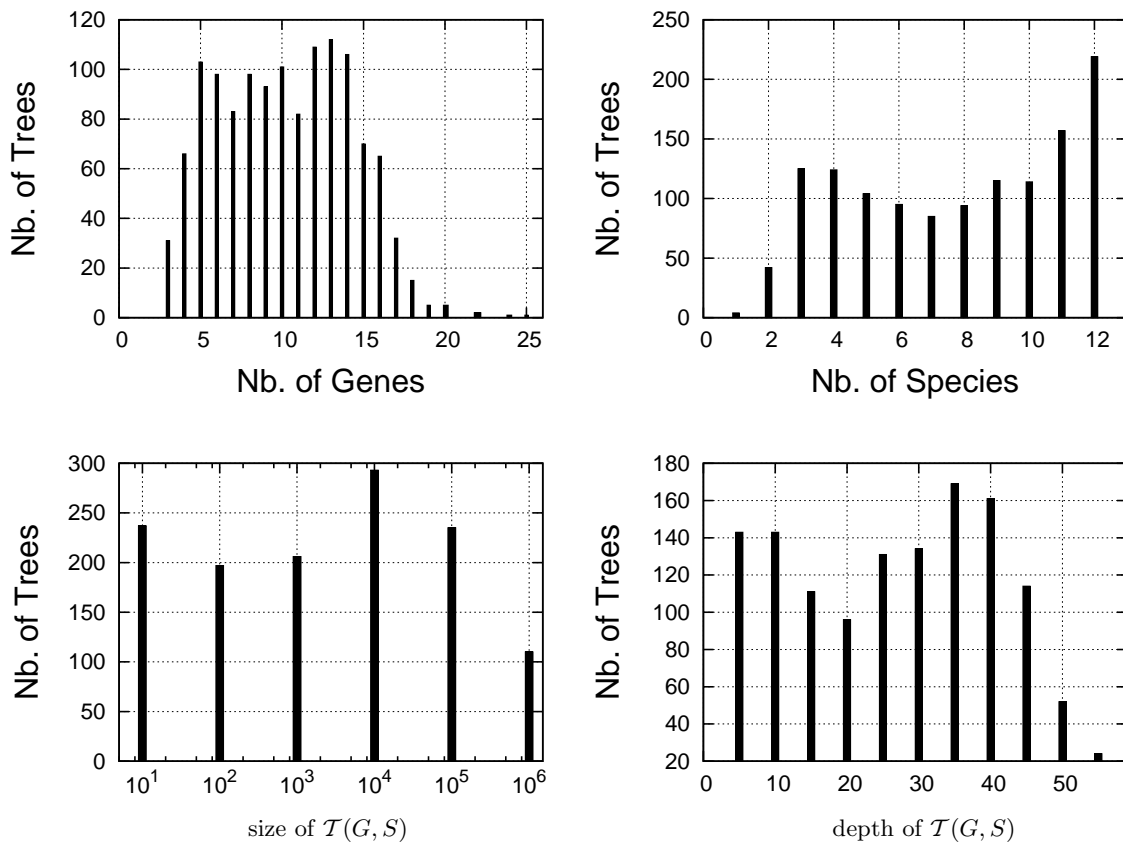 120
100
80
60
40
20
0
Nb. of Trees
0 5 10 15 20 25
Nb. of Genes
250
200
150
100
50
0
Nb. of Trees
0 2 4 6 8 10 12
Nb. of Species
300
250
200
150
100
50
0
Nb. of Trees
10^1 10^2 10^3 10^4 10^5 10^6
size of 𝒯(G, S)
180
160
140
120
100
80
60
40
20
Nb. of Trees
0 10 20 30 40 50
depth of 𝒯(G, S)